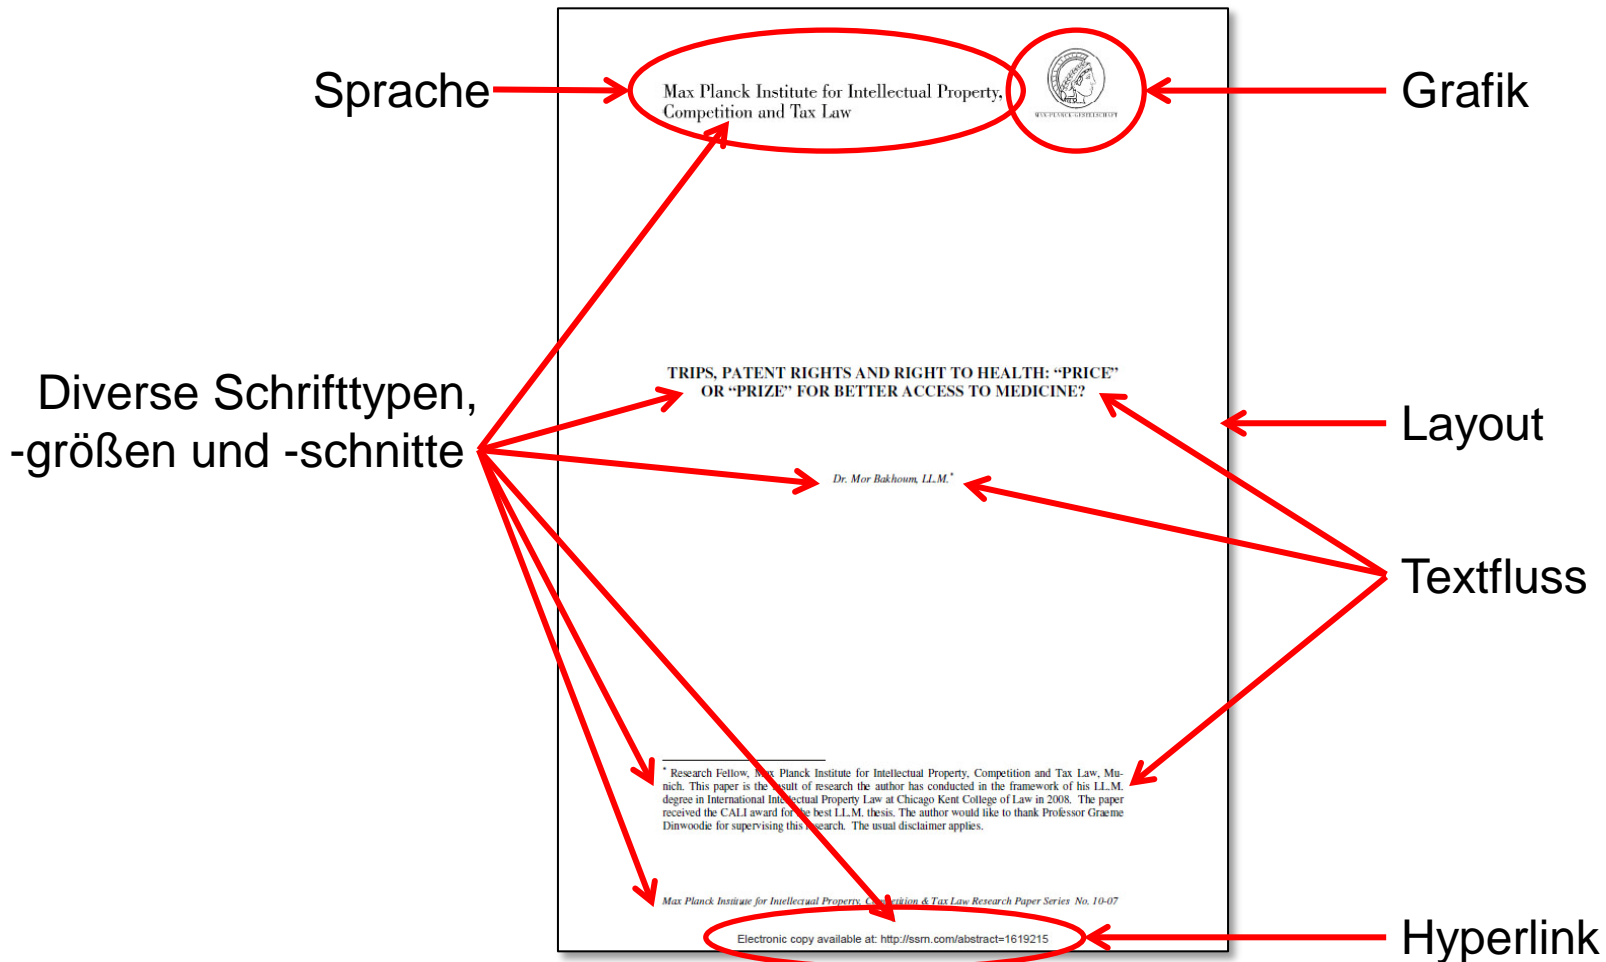 Sprache
Max Planck Institute for Intellectual Property,
Competition and Tax Law
MAX-PLANCK-GESELLSCHAFT
Grafik
Diverse Schrifttypen,
-größen und -schnitte
TRIPS, PATENT RIGHTS AND RIGHT TO HEALTH: “PRICE”
OR “PRIZE” FOR BETTER ACCESS TO MEDICINE?
Layout
Dr. Mor Bakhoum, LL.M.*
Textfluss
* Research Fellow, Max Planck Institute for Intellectual Property, Competition and Tax Law, Mu-
nich. This paper is the result of research the author has conducted in the framework of his LL.M.
degree in International Intellectual Property Law at Chicago Kent College of Law in 2008. The paper
received the CALI award for the best LL.M. thesis. The author would like to thank Professor Graeme
Dinwoodie for supervising this research. The usual disclaimer applies.
Max Planck Institute for Intellectual Property, Competition & Tax Law Research Paper Series No. 10-07
Electronic copy available at: http://ssrn.com/abstract=1619215
Hyperlink